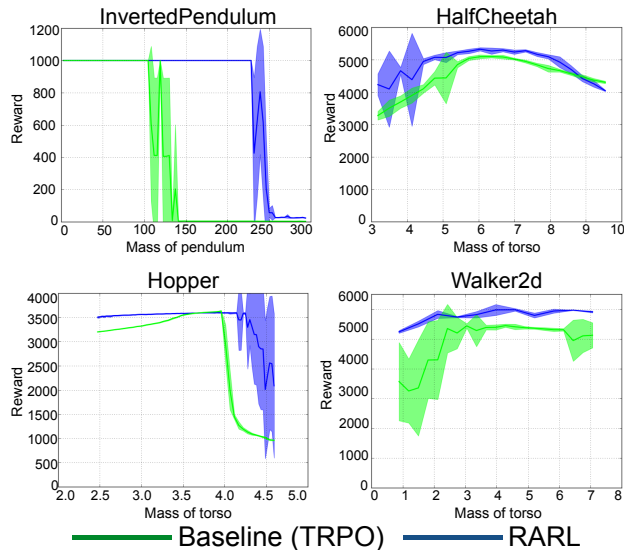 InvertedPendulum
1200
1000
800
600
400
200
0
Reward
0 50 100 150 200 250 300
Mass of pendulum
HalfCheetah
6000
5000
4000
3000
2000
1000
0
Reward
3 4 5 6 7 8 9 10
Mass of torso
Hopper
4000
3500
3000
2500
2000
1500
1000
500
0
Reward
2.0 2.5 3.0 3.5 4.0 4.5 5.0
Mass of torso
Walker2d
6000
5000
4000
3000
2000
1000
0
Reward
0 1 2 3 4 5 6 7 8
Mass of torso
Baseline (TRPO) RARL